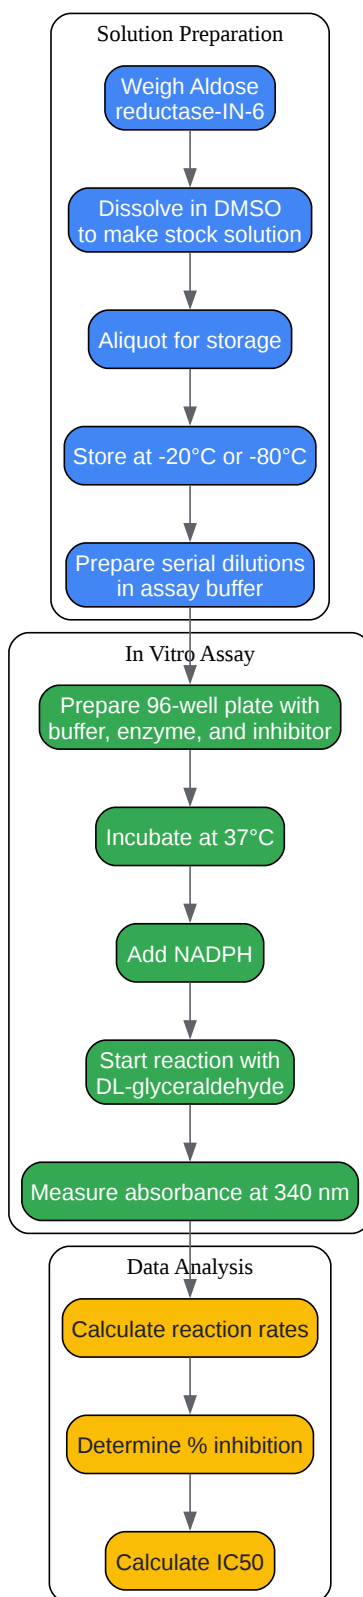 Solution Preparation
Weigh Aldose
reductase-IN-6
Dissolve in DMSO
to make stock solution
Aliquot for storage
Store at -20°C or -80°C
Prepare serial dilutions
in assay buffer
In Vitro Assay
Prepare 96-well plate with
buffer, enzyme, and inhibitor
Incubate at 37°C
Add NADPH
Start reaction with
DL-glyceraldehyde
Measure absorbance at 340 nm
Data Analysis
Calculate reaction rates
Determine % inhibition
Calculate IC50